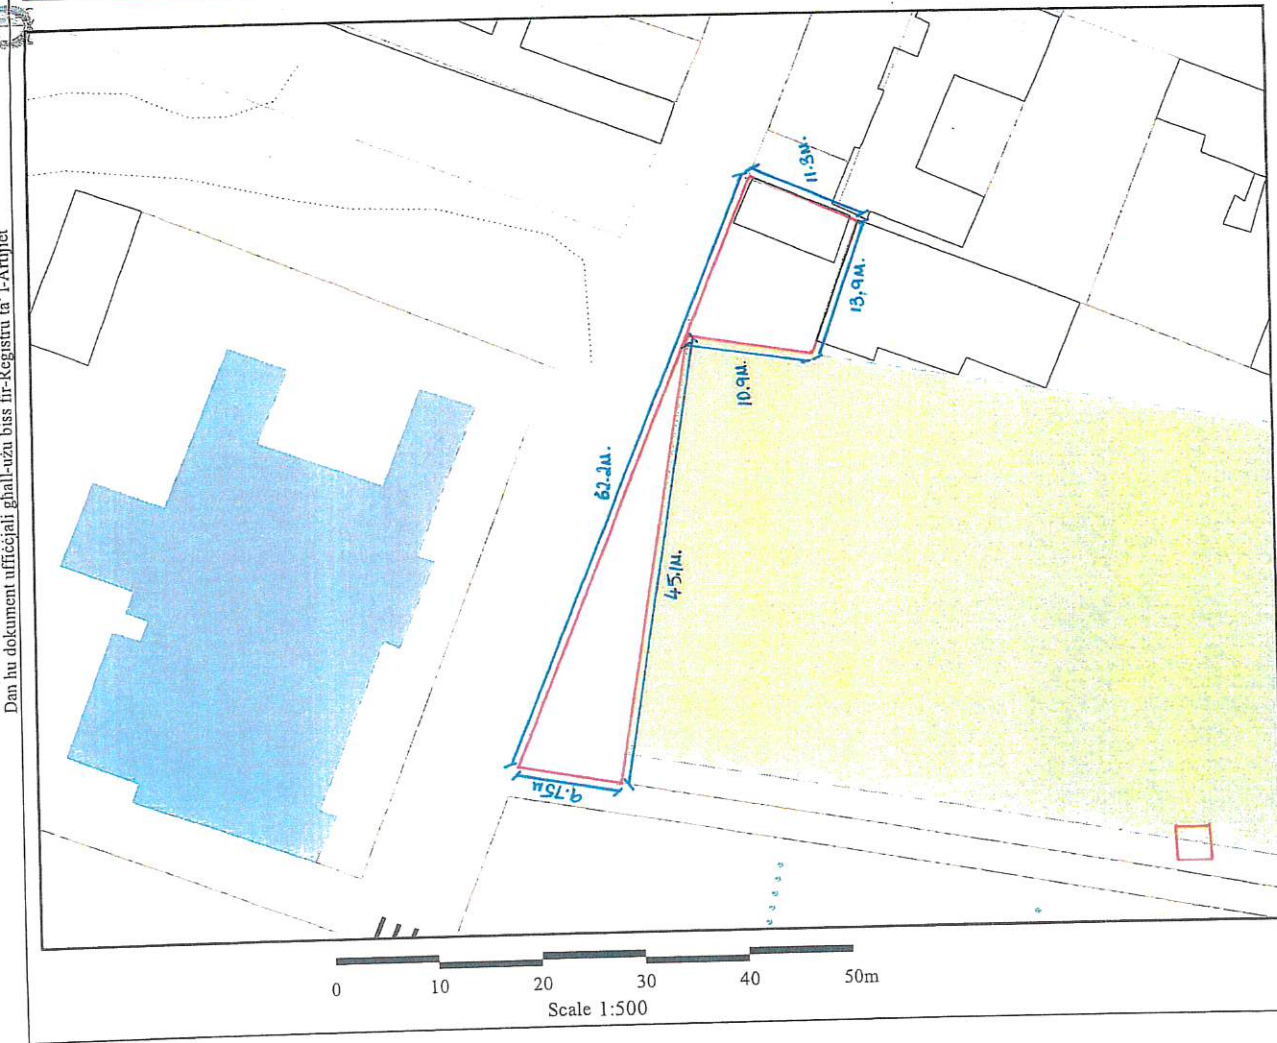 Dan hu dokument uffiċċjali għall-użu biss fir-Reġistru ta' l-Artijiet
11.3M.
13.9M.
10.9M.
62.2M.
45.1M.
9.75M
0 10 20 30 40 50m
Scale 1:500